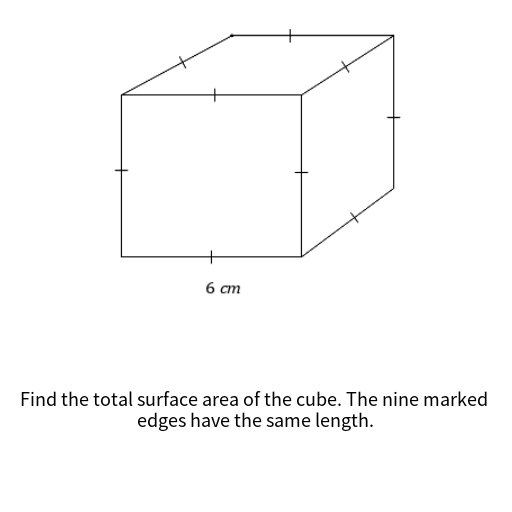 6 cm
Find the total surface area of the cube. The nine marked
edges have the same length.